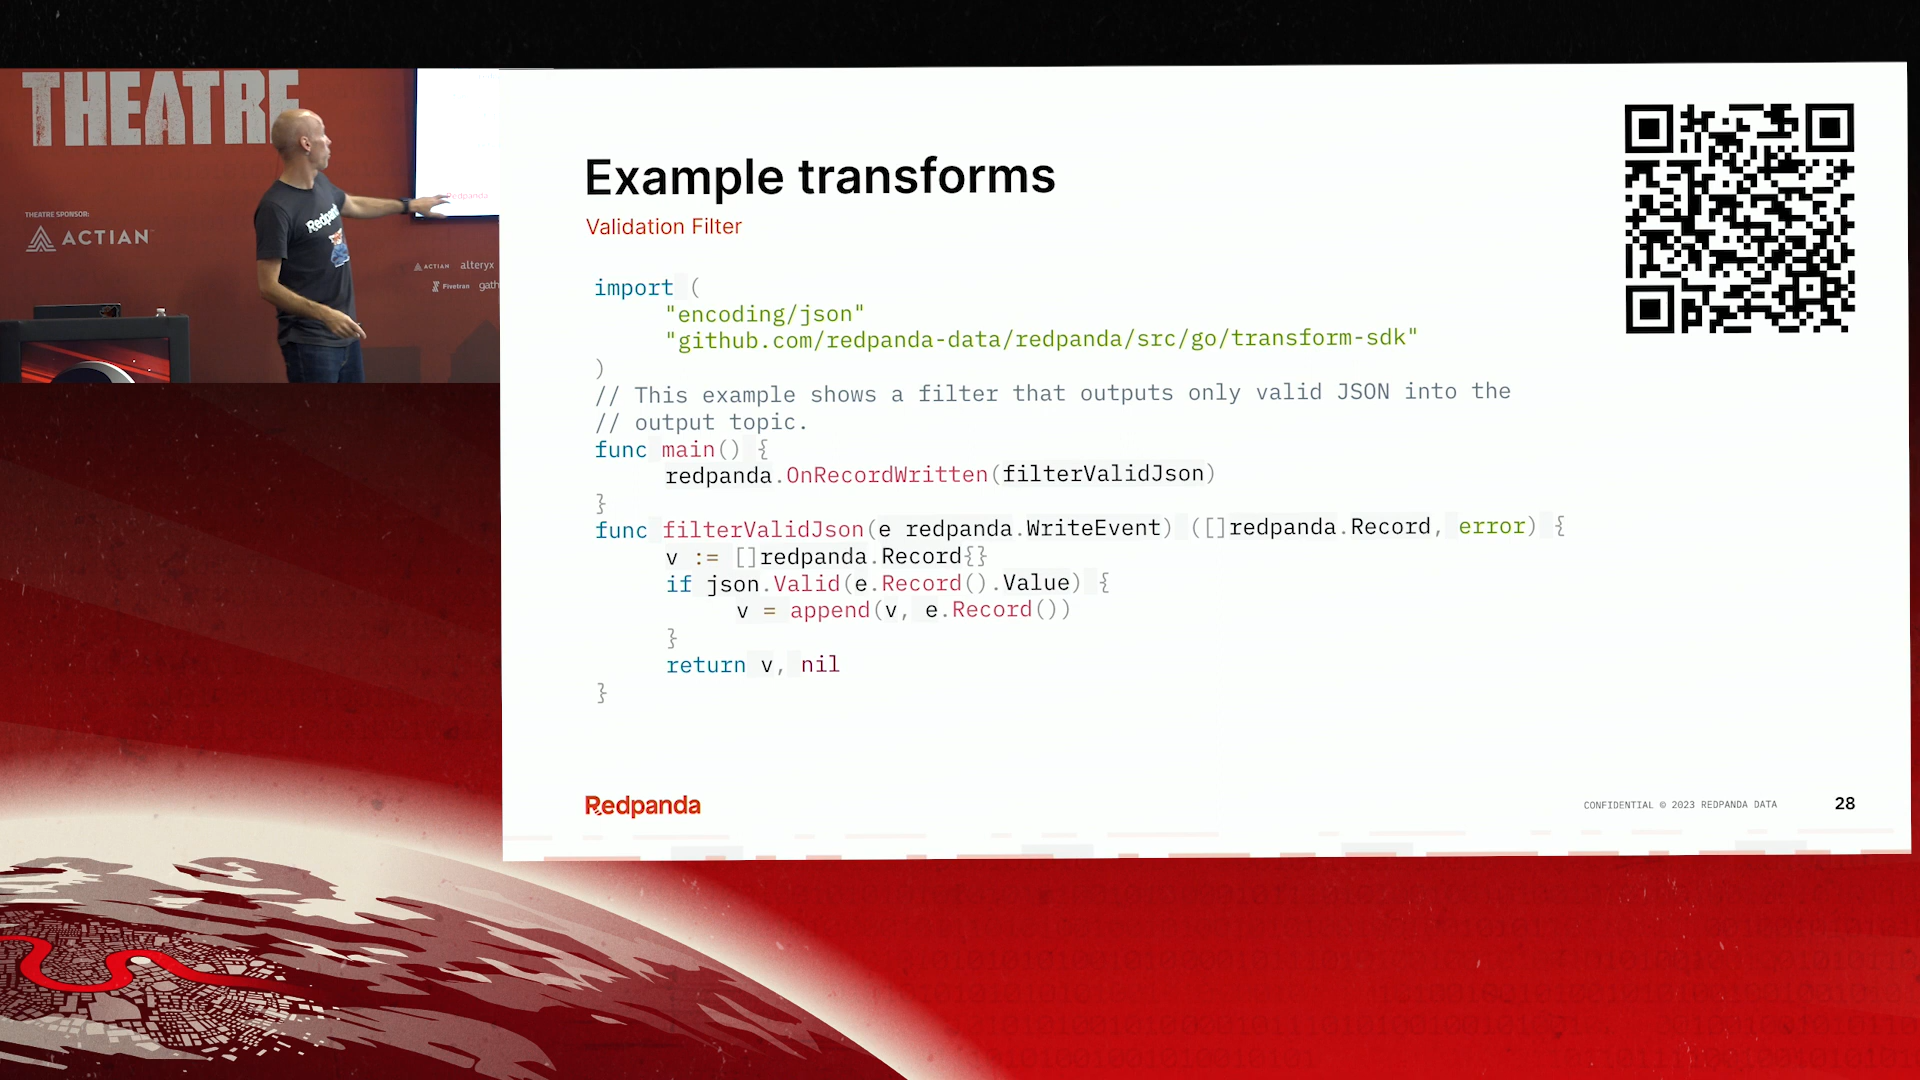 THEATRE
THEATRE SPONSOR:
ACTIAN
Redpanda
Redpanda
ACTIAN alteryx
Fivetran gath
Example transforms
Validation Filter
import (
"encoding/json"
"github.com/redpanda-data/redpanda/src/go/transform-sdk"
)
// This example shows a filter that outputs only valid JSON into the
// output topic.
func main() {
redpanda.OnRecordWritten(filterValidJson)
}
func filterValidJson(e redpanda.WriteEvent) ([]redpanda.Record, error) {
v := []redpanda.Record{}
if json.Valid(e.Record().Value) {
v = append(v, e.Record())
}
return v, nil
}
Redpanda
CONFIDENTIAL © 2023 REDPANDA DATA
28